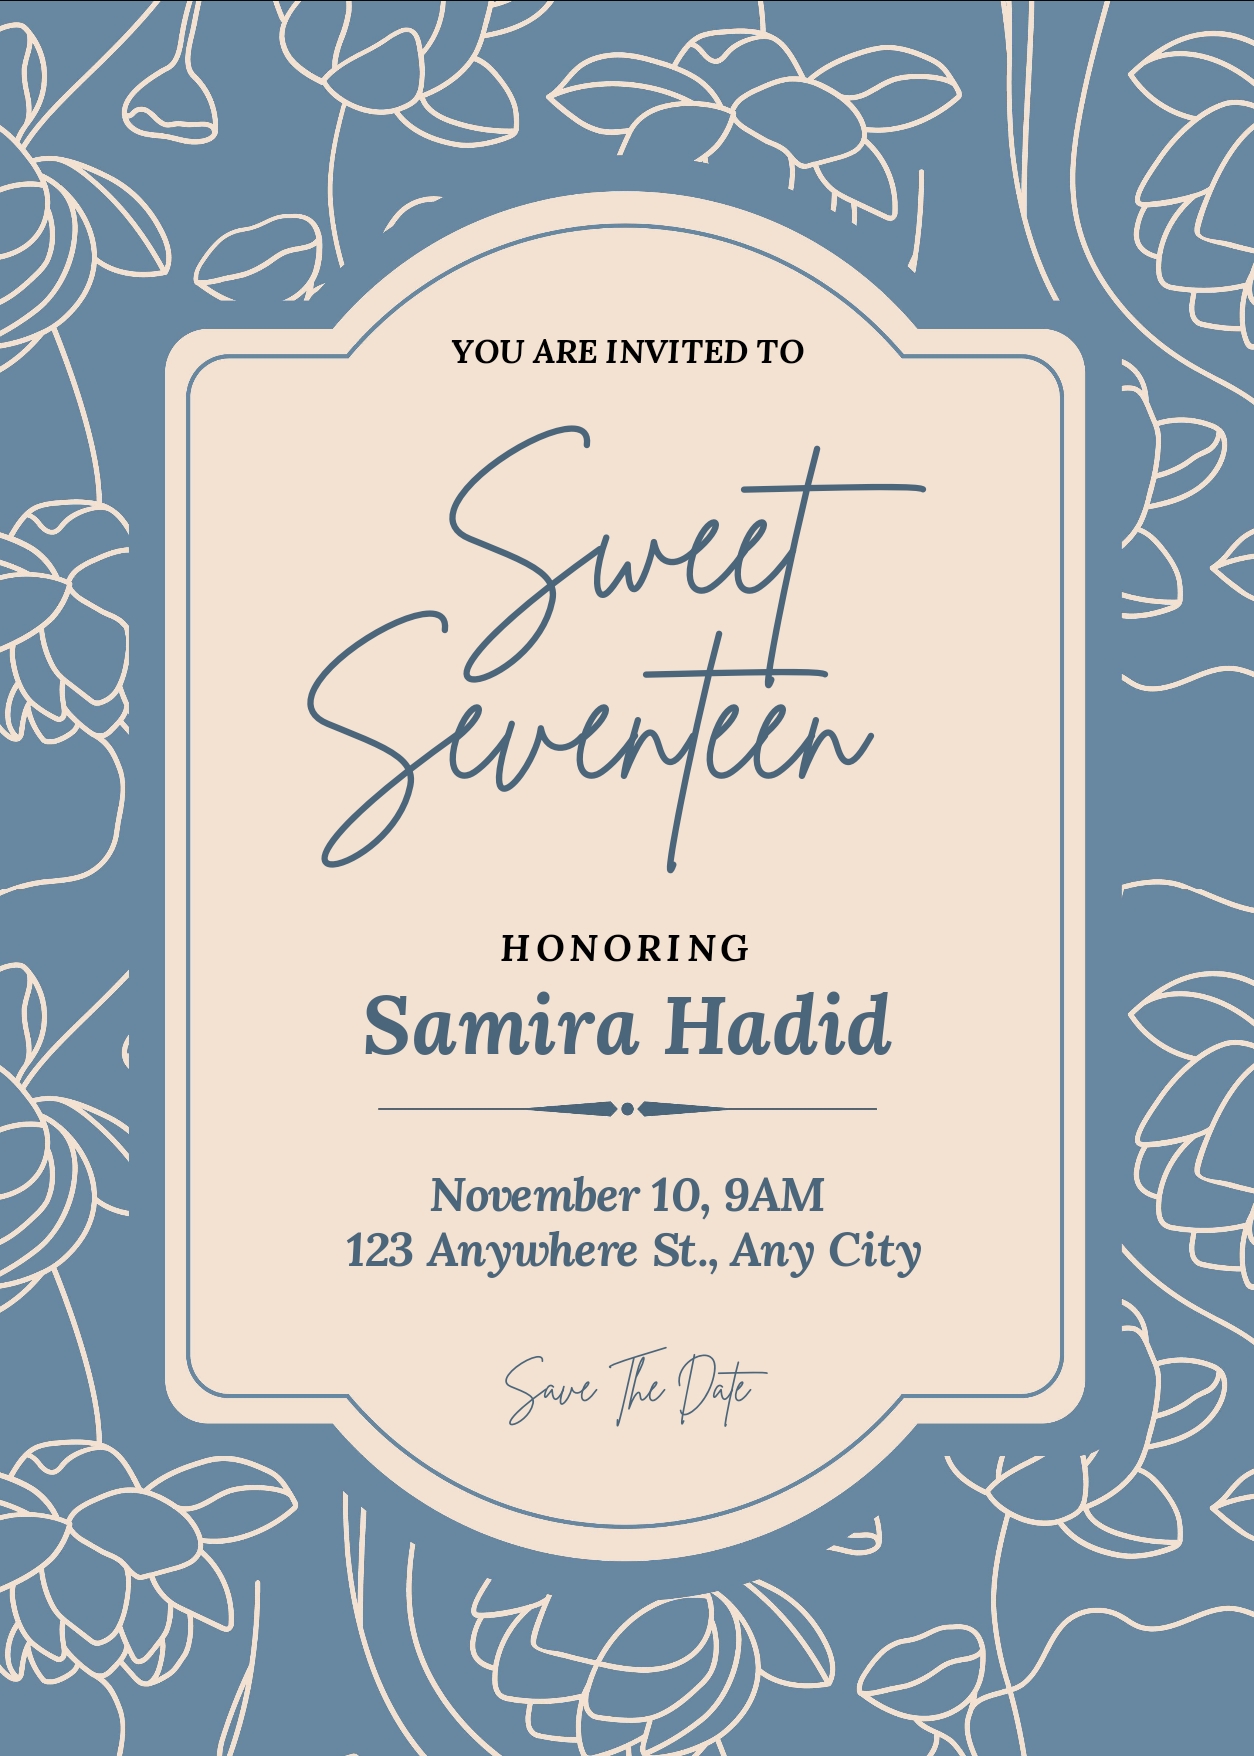 YOU ARE INVITED TO
Sweet
Seventeen
HONORING
Samira Hadid
November 10, 9AM
123 Anywhere St., Any City
Save The Date